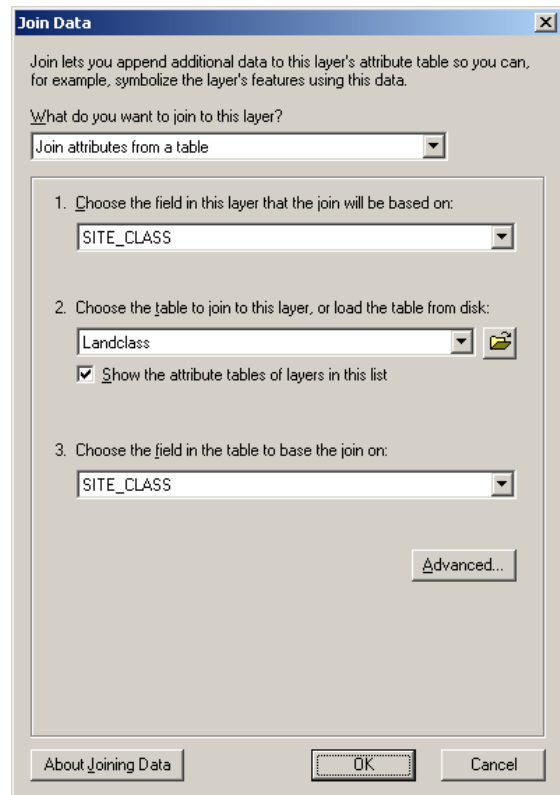 Join Data
Join lets you append additional data to this layer's attribute table so you can,
for example, symbolize the layer's features using this data.
What do you want to join to this layer?
Join attributes from a table
1. Choose the field in this layer that the join will be based on:
SITE_CLASS
2. Choose the table to join to this layer, or load the table from disk:
Landclass
Show the attribute tables of layers in this list
3. Choose the field in the table to base the join on:
SITE_CLASS
Advanced...
About Joining Data OK Cancel